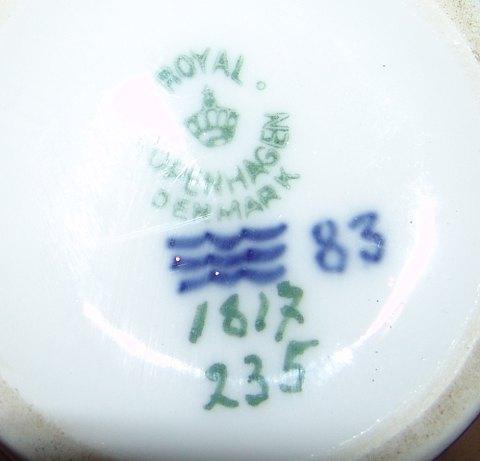 ROYAL
COPENHAGEN
DENMARK
83
1817
235